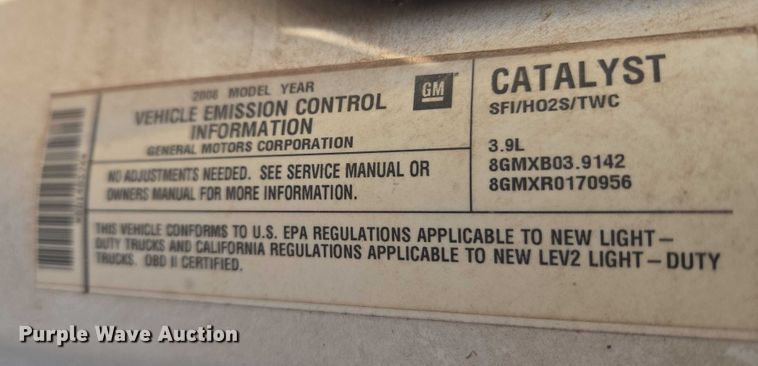 2008 MODEL YEAR
VEHICLE EMISSION CONTROL
INFORMATION
GENERAL MOTORS CORPORATION
GM
CATALYST
SFI/HO2S/TWC
3.9L
8GMXB03.9142
8GMXR0170956
NO ADJUSTMENTS NEEDED. SEE SERVICE MANUAL OR
OWNERS MANUAL FOR MORE INFORMATION.
THIS VEHICLE CONFORMS TO U.S. EPA REGULATIONS APPLICABLE TO NEW LIGHT-
DUTY TRUCKS AND CALIFORNIA REGULATIONS APPLICABLE TO NEW LEV2 LIGHT-DUTY
TRUCKS. OBD II CERTIFIED.
Purple Wave Auction